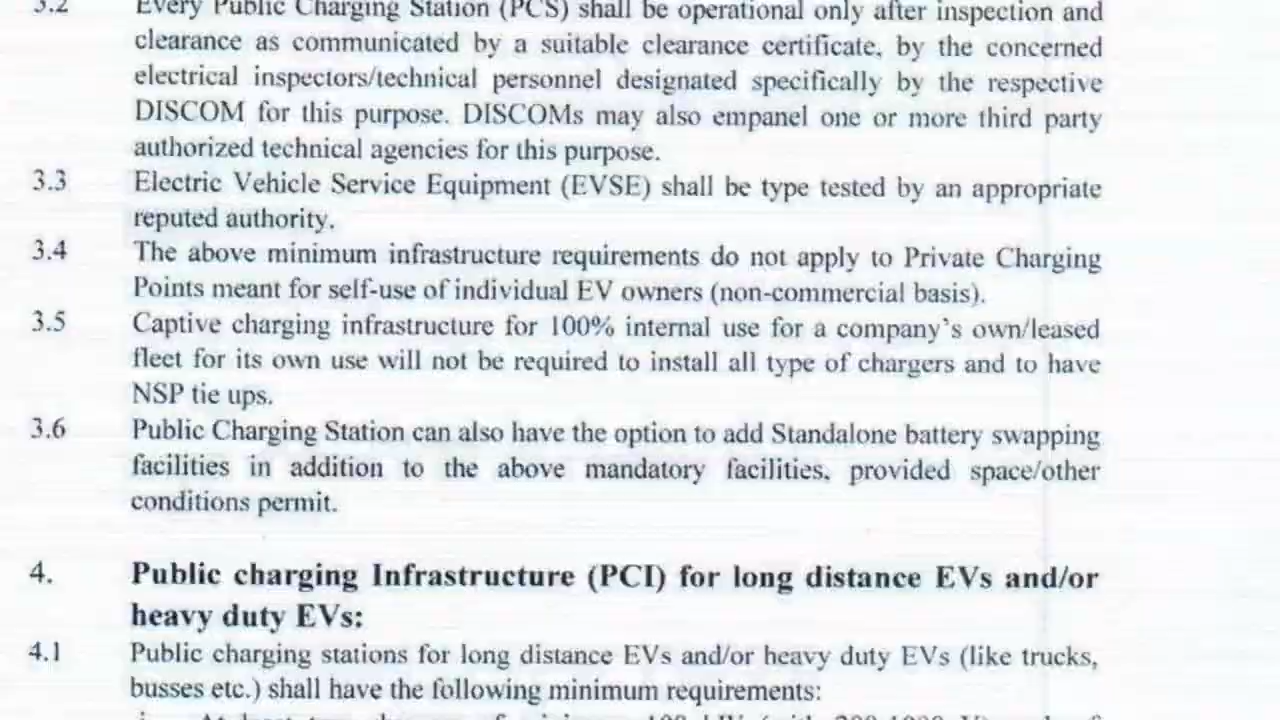 3.2 Every Public Charging Station (PCS) shall be operational only after inspection and
clearance as communicated by a suitable clearance certificate, by the concerned
electrical inspectors/technical personnel designated specifically by the respective
DISCOM for this purpose. DISCOMs may also empanel one or more third party
authorized technical agencies for this purpose.
3.3 Electric Vehicle Service Equipment (EVSE) shall be type tested by an appropriate
reputed authority.
3.4 The above minimum infrastructure requirements do not apply to Private Charging
Points meant for self-use of individual EV owners (non-commercial basis).
3.5 Captive charging infrastructure for 100% internal use for a company's own/leased
fleet for its own use will not be required to install all type of chargers and to have
NSP tie ups.
3.6 Public Charging Station can also have the option to add Standalone battery swapping
facilities in addition to the above mandatory facilities, provided space/other
conditions permit.
4. Public charging Infrastructure (PCI) for long distance EVs and/or
heavy duty EVs:
4.1 Public charging stations for long distance EVs and/or heavy duty EVs (like trucks,
busses etc.) shall have the following minimum requirements: